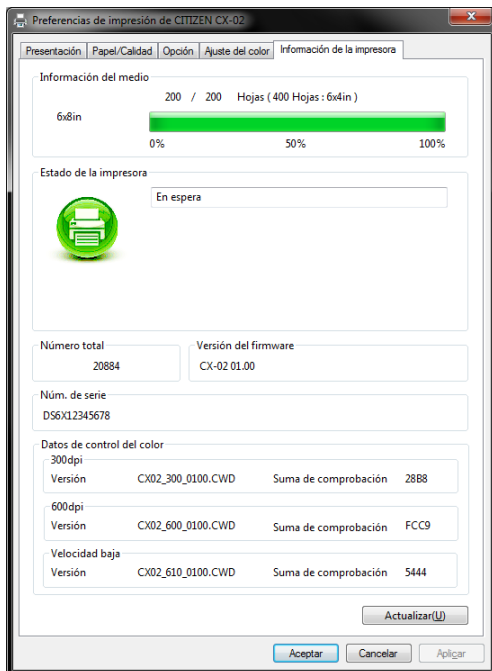 Preferencias de impresión de CITIZEN CX-02
Presentación Papel/Calidad Opción Ajuste del color Información de la impresora
Información del medio
200 / 200 Hojas ( 400 Hojas : 6x4in )
6x8in
0% 50% 100%
Estado de la impresora
En espera
Número total Versión del firmware
20884 CX-02 01.00
Núm. de serie
DS6X12345678
Datos de control del color
300dpi
Versión CX02_300_0100.CWD Suma de comprobación 28B8
600dpi
Versión CX02_600_0100.CWD Suma de comprobación FCC9
Velocidad baja
Versión CX02_610_0100.CWD Suma de comprobación 5444
Actualizar(U)
Aceptar Cancelar Aplicar